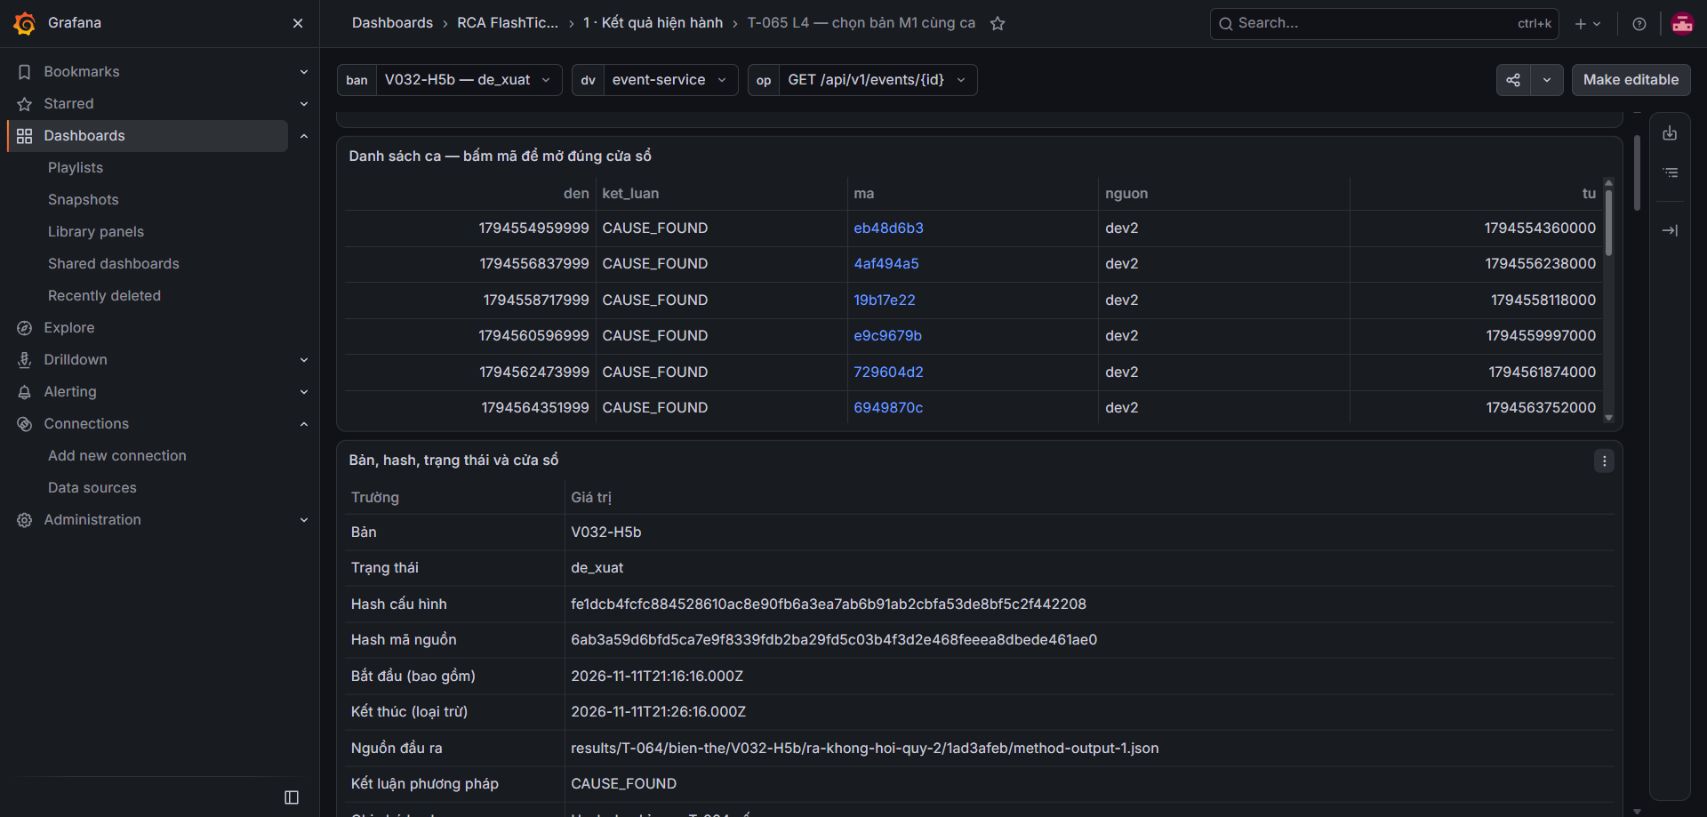 Grafana
Dashboards › RCA FlashTic... › 1 · Kết quả hiện hành › T-065 L4 — chọn bản M1 cùng ca
Search... ctrl+k
Bookmarks
Starred
Dashboards
Playlists
Snapshots
Library panels
Shared dashboards
Recently deleted
Explore
Drilldown
Alerting
Connections
Add new connection
Data sources
Administration
ban V032-H5b — de_xuat dv event-service op GET /api/v1/events/{id} Make editable
Danh sách ca — bấm mã để mở đúng cửa sổ
den ket_luan ma nguon tu
1794554959999 CAUSE_FOUND eb48d6b3 dev2 1794554360000
1794556837999 CAUSE_FOUND 4af494a5 dev2 1794556238000
1794558717999 CAUSE_FOUND 19b17e22 dev2 1794558118000
1794560596999 CAUSE_FOUND e9c9679b dev2 1794559997000
1794562473999 CAUSE_FOUND 729604d2 dev2 1794561874000
1794564351999 CAUSE_FOUND 6949870c dev2 1794563752000
Bản, hash, trạng thái và cửa sổ
Trường Giá trị
Bản V032-H5b
Trạng thái de_xuat
Hash cấu hình fe1dcb4fcfc884528610ac8e90fb6a3ea7ab6b91ab2cbfa53de8bf5c2f442208
Hash mã nguồn 6ab3a59d6bfd5ca7e9f8339fdb2ba29fd5c03b4f3d2e468feeea8dbede461ae0
Bắt đầu (bao gồm) 2026-11-11T21:16:16.000Z
Kết thúc (loại trừ) 2026-11-11T21:26:16.000Z
Nguồn đầu ra results/T-064/bien-the/V032-H5b/ra-khong-hoi-quy-2/1ad3afeb/method-output-1.json
Kết luận phương pháp CAUSE_FOUND